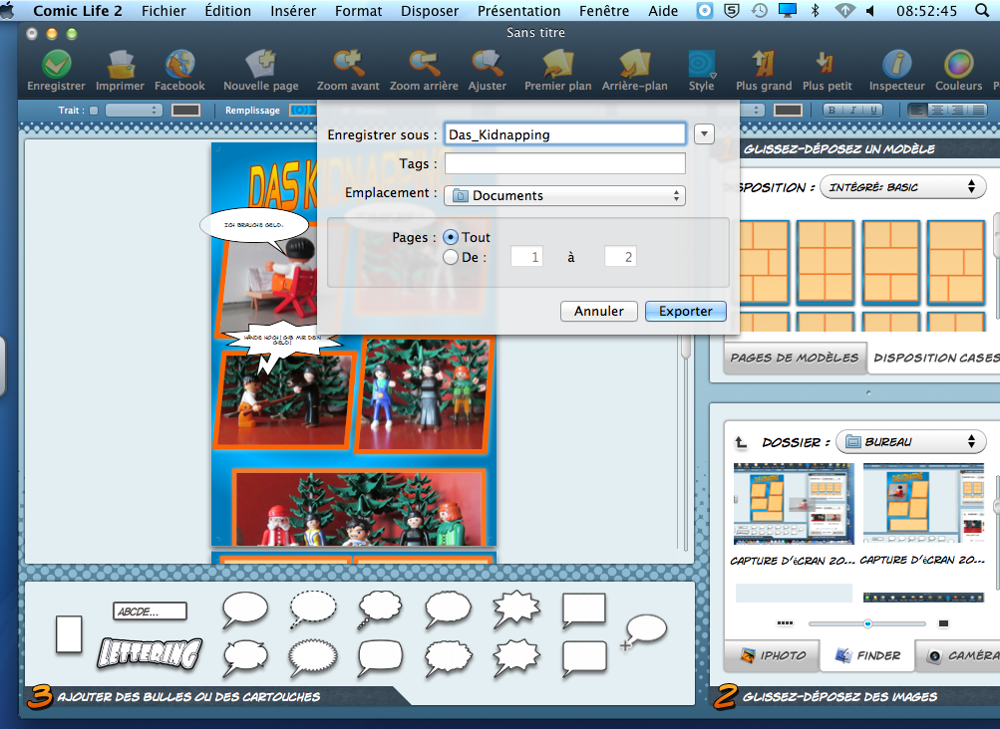 Comic Life 2 Fichier Édition Insérer Format Disposer Présentation Fenêtre Aide 08:52:45
Sans titre
Enregistrer Imprimer Facebook Nouvelle page Zoom avant Zoom arrière Ajuster Premier plan Arrière-plan Style Plus grand Plus petit Inspecteur Couleurs
Trait : Remplissage B I U
Enregistrer sous : Das_Kidnapping
Tags :
Emplacement : Documents
Pages : Tout
De : 1 à 2
Annuler Exporter
DAS KIDNAPPING
ICH BRAUCHE GELD.
HÄNDE HOCH! GIB MIR DEIN
GELD!
GLISSEZ-DÉPOSEZ UN MODÈLE
DISPOSITION : INTÉGRÉ: BASIC
PAGES DE MODÈLES DISPOSITION CASES
DOSSIER : BUREAU
CAPTURE D'ÉCRAN 20... CAPTURE D'ÉCRAN 20...
IPHOTO FINDER CAMÉRA
2 GLISSEZ-DÉPOSEZ DES IMAGES
ABCDE...
LETTERING
3 AJOUTER DES BULLES OU DES CARTOUCHES